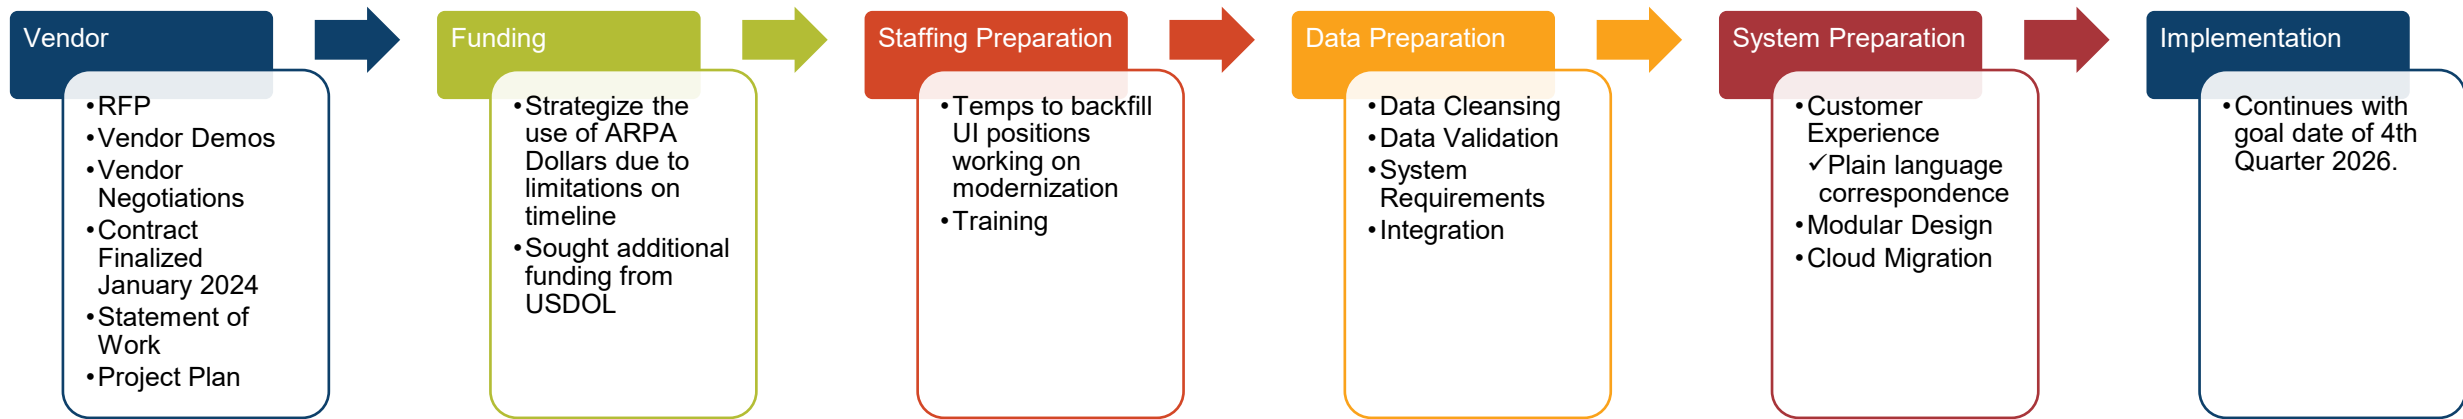 Vendor
•RFP
•Vendor Demos
•Vendor
Negotiations
•Contract
Finalized
January 2024
•Statement of
Work
•Project Plan
Funding
•Strategize the
use of ARPA
Dollars due to
limitations on
timeline
•Sought additional
funding from
USDOL
Staffing Preparation
•Temps to backfill
UI positions
working on
modernization
•Training
Data Preparation
•Data Cleansing
•Data Validation
•System
Requirements
•Integration
System Preparation
•Customer
Experience
✓Plain language
correspondence
•Modular Design
•Cloud Migration
Implementation
•Continues with
goal date of 4th
Quarter 2026.